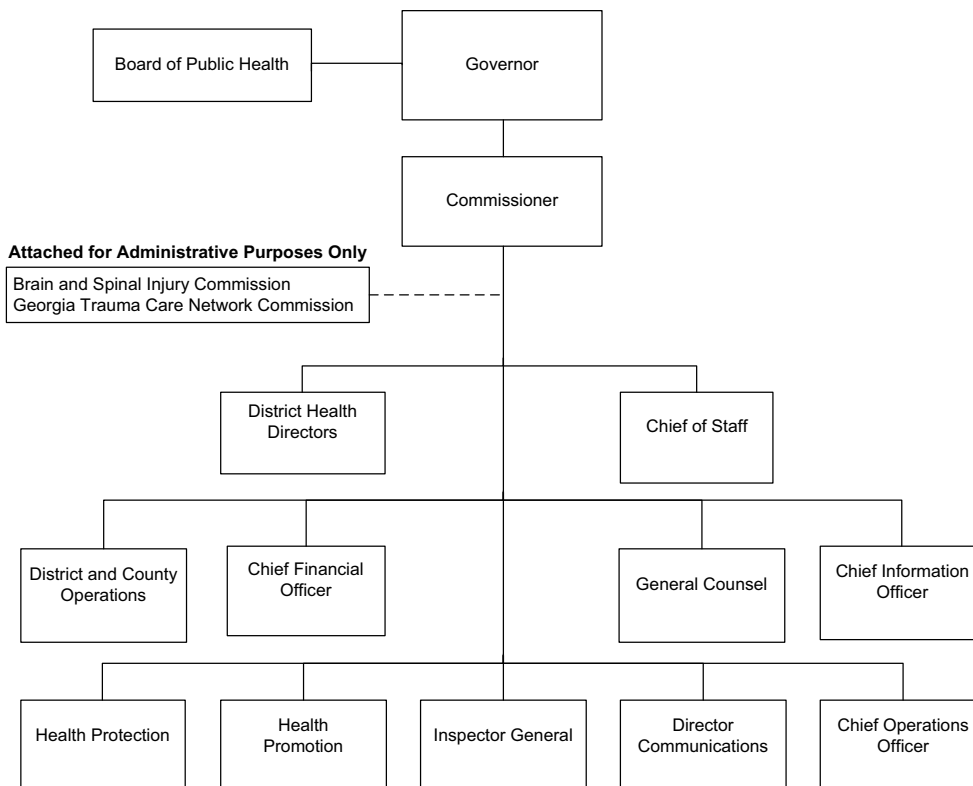 Board of Public Health
Governor
Commissioner
Attached for Administrative Purposes Only
Brain and Spinal Injury Commission
Georgia Trauma Care Network Commission
District Health
Directors
Chief of Staff
District and County
Operations
Chief Financial
Officer
General Counsel
Chief Information
Officer
Health Protection
Health
Promotion
Inspector General
Director
Communications
Chief Operations
Officer